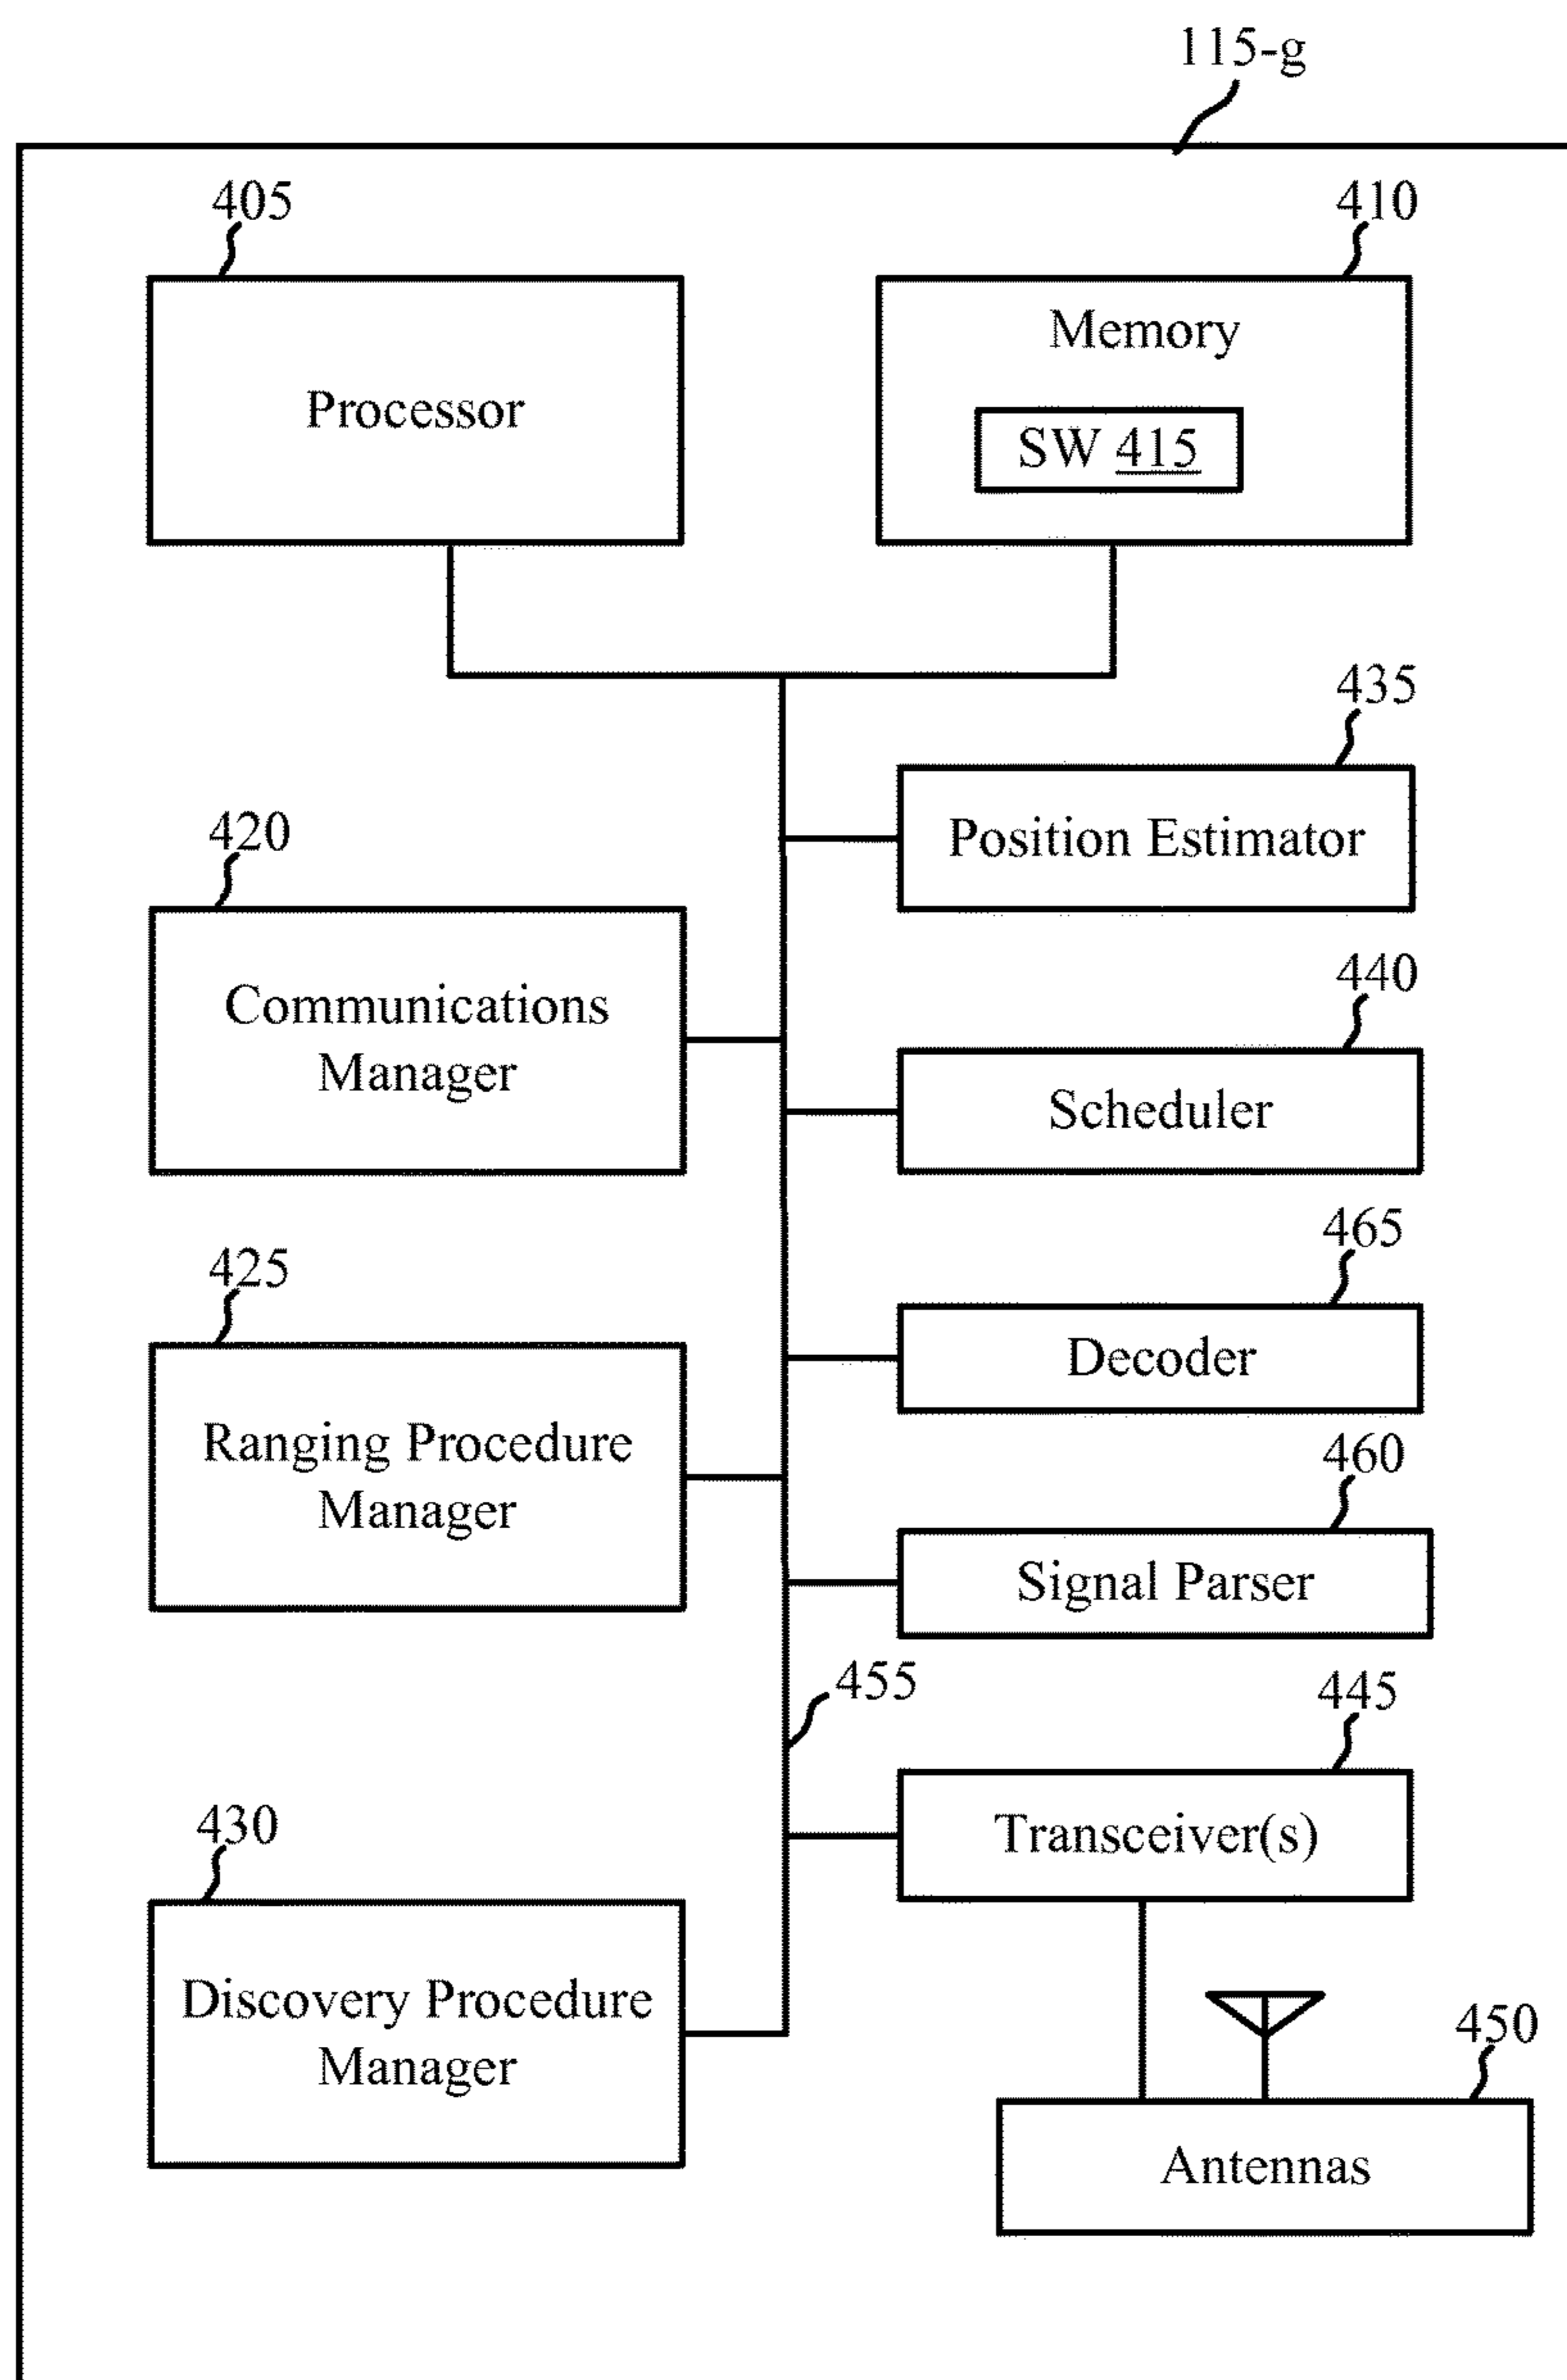 115-g
405
410
Processor
Memory
SW 415
435
Position Estimator
420
Communications
Manager
440
Scheduler
465
Decoder
425
Ranging Procedure
Manager
460
Signal Parser
455
445
Transceiver(s)
430
Discovery Procedure
Manager
450
Antennas